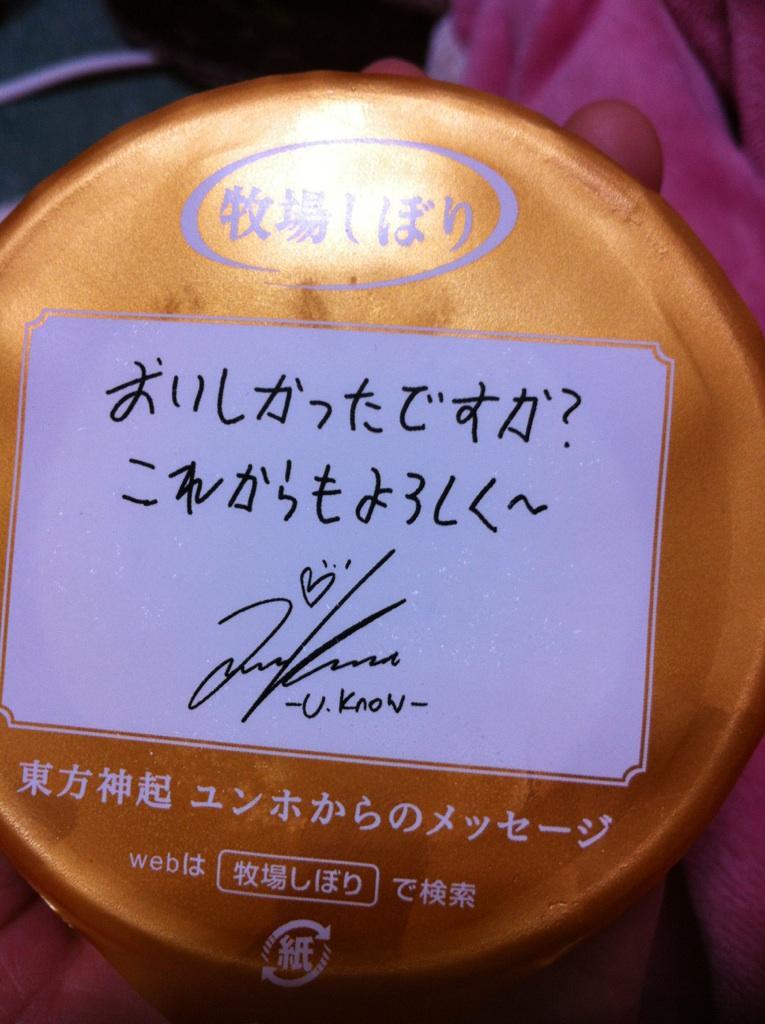 牧場しぼり
おいしかったですか?
これからもよろしく~
-U.Know-
東方神起 ユンホからのメッセージ
webは 牧場しぼり で検索
紙